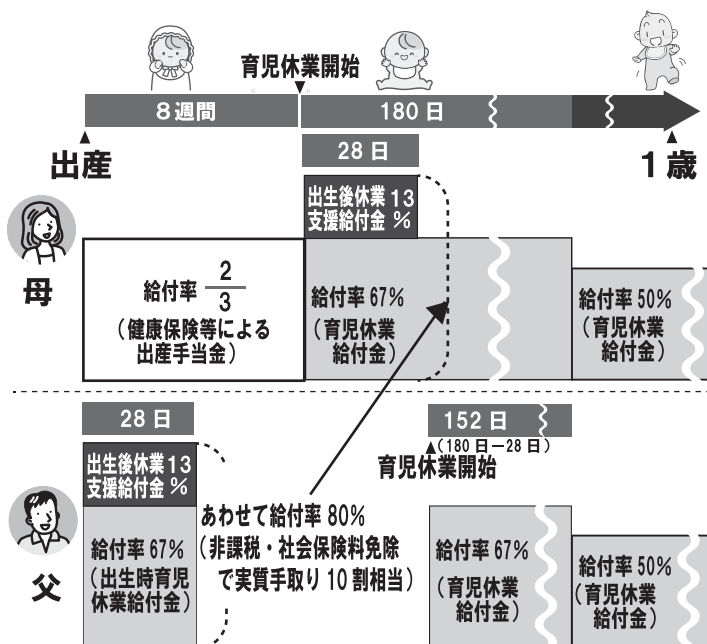 育児休業開始
8週間
180日
出産
1歳
28日
出生後休業 13
支援給付金 %
母
給付率 2/3
（健康保険等による
出産手当金）
給付率 67%
（育児休業
給付金）
給付率 50%
（育児休業
給付金）
28日
出生後休業 13
支援給付金 %
152日
（180日－28日）
育児休業開始
父
給付率 67%
（出生時育児
休業給付金）
あわせて給付率 80%
（非課税・社会保険料免除
で実質手取り10割相当）
給付率 67%
（育児休業
給付金）
給付率 50%
（育児休業
給付金）